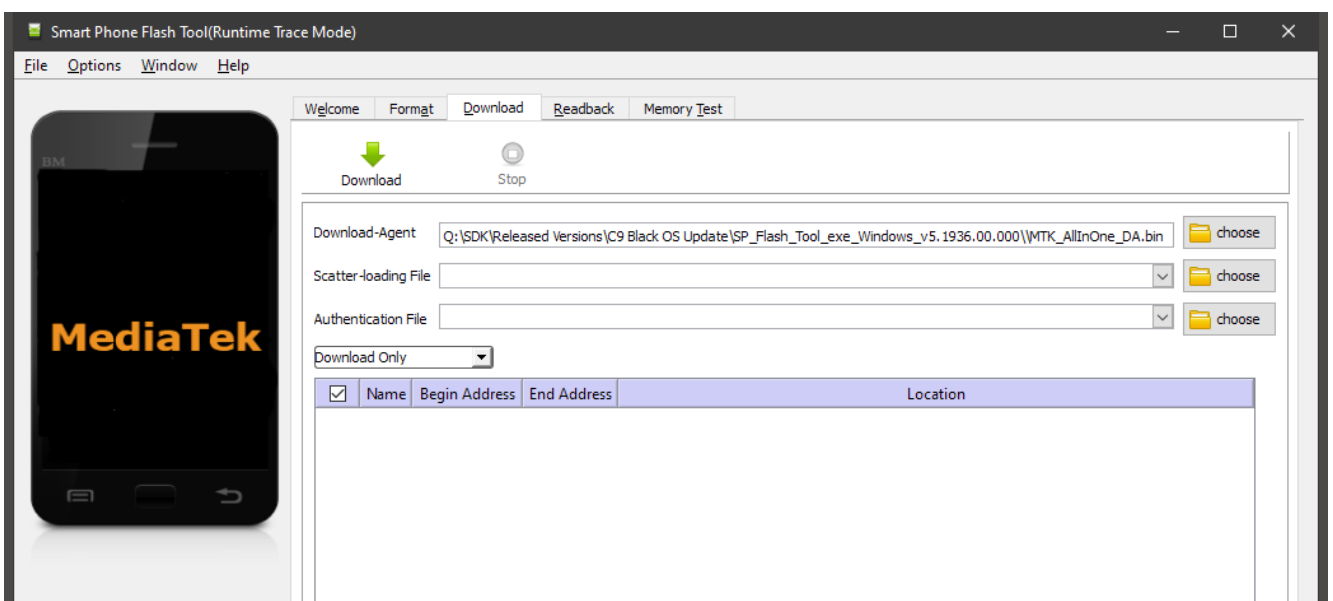 Smart Phone Flash Tool(Runtime Trace Mode)
File Options Window Help
Welcome Format Download Readback Memory Test
BM
Download Stop
Download-Agent Q:\SDK\Released Versions\C9 Black OS Update\SP_Flash_Tool_exe_Windows_v5.1936.00.000\\MTK_AllInOne_DA.bin choose
Scatter-loading File choose
Authentication File choose
MediaTek
Download Only
Name Begin Address End Address Location